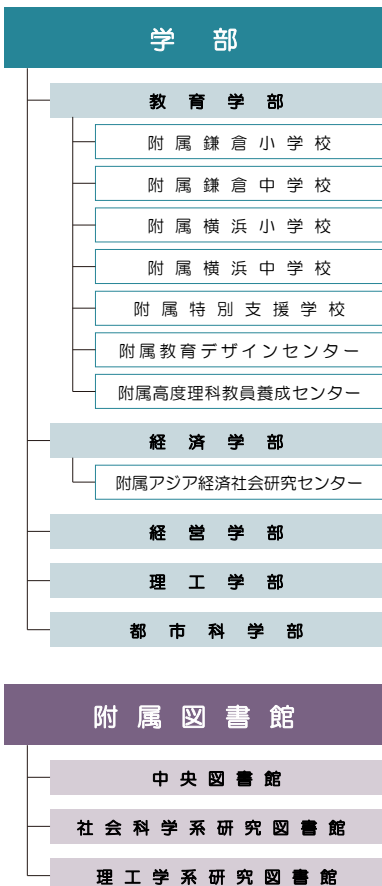 学部
教育学部
附属鎌倉小学校
附属鎌倉中学校
附属横浜小学校
附属横浜中学校
附属特別支援学校
附属教育デザインセンター
附属高度理科教員養成センター
経済学部
附属アジア経済社会研究センター
経営学部
理工学部
都市科学部
附属図書館
中央図書館
社会科学系研究図書館
理工学系研究図書館